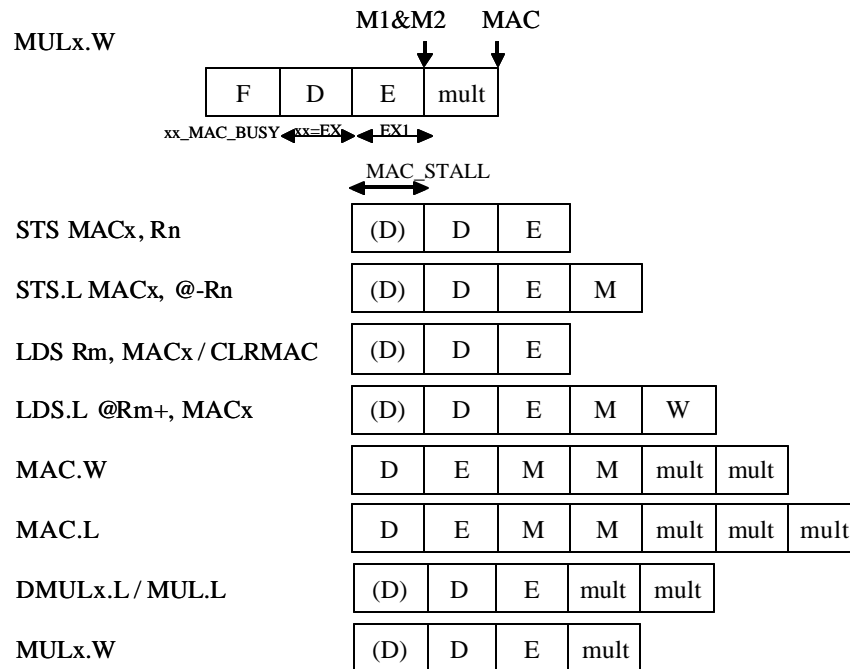 M1&M2 MAC
MULx.W
F D E mult
xx_MAC_BUSY xx=EX EX1
MAC_STALL
STS MACx, Rn (D) D E
STS.L MACx, @-Rn (D) D E M
LDS Rm, MACx / CLRMAC (D) D E
LDS.L @Rm+, MACx (D) D E M W
MAC.W D E M M mult mult
MAC.L D E M M mult mult mult
DMULx.L / MUL.L (D) D E mult mult
MULx.W (D) D E mult